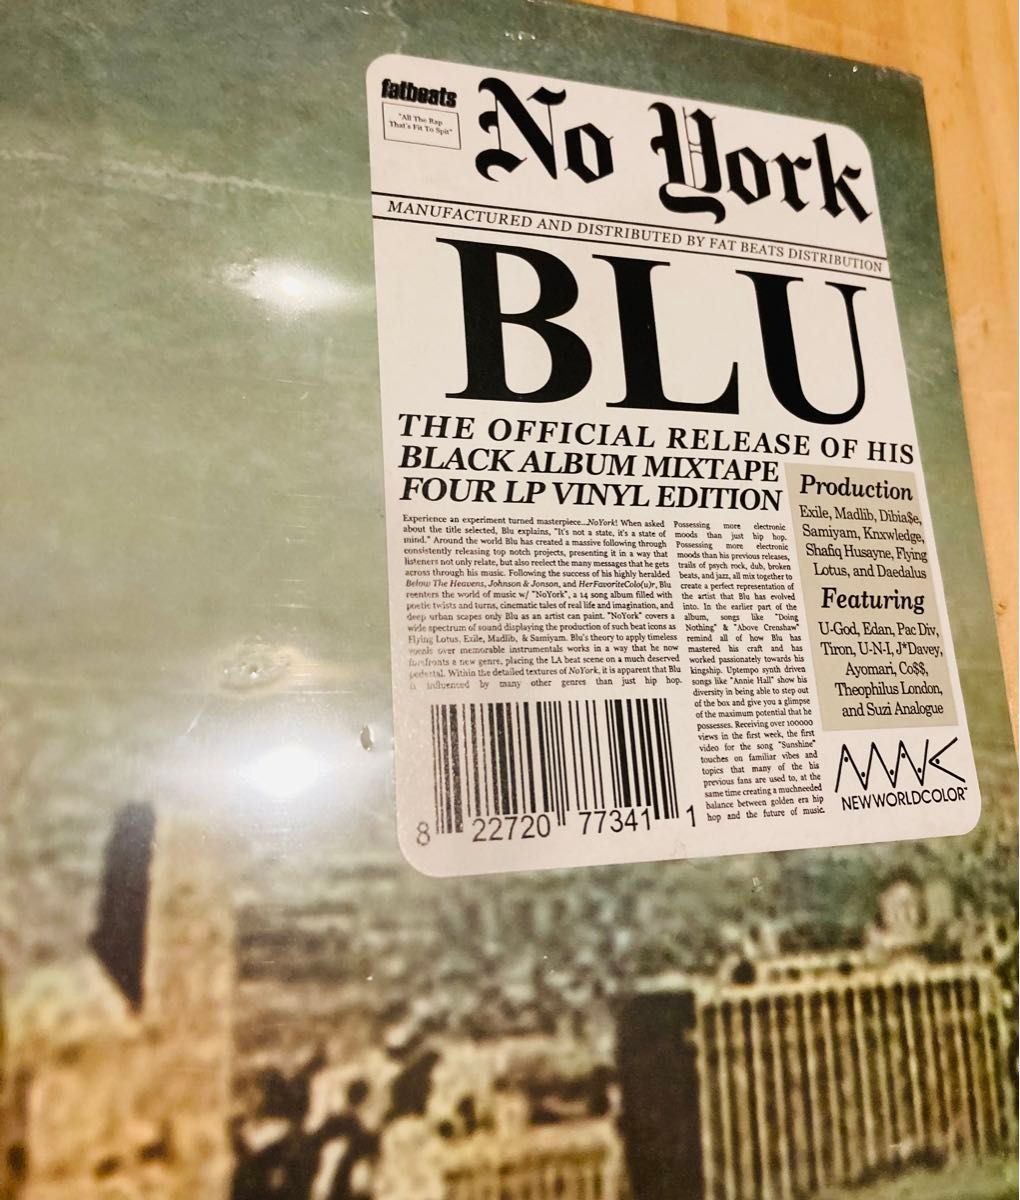 fatbeats
"All The Rap
That's Fit To Spit"
No York
MANUFACTURED AND DISTRIBUTED BY FAT BEATS DISTRIBUTION
BLU
THE OFFICIAL RELEASE OF HIS
BLACK ALBUM MIXTAPE
FOUR LP VINYL EDITION
Experience an experiment turned masterpiece...NoYork! When asked
about the title selected, Blu explains, "It's not a state, it's a state of
mind." Around the world Blu has created a massive following through
consistently releasing top notch projects, presenting it in a way that
listeners not only relate, but also reelect the many messages that he gets
across through his music. Following the success of his highly heralded
Below The Heavens, Johnson & Jonson, and HerFavoriteColo(u)r, Blu
reenters the world of music w/ "NoYork", a 14 song album filled with
poetic twists and turns, cinematic tales of real life and imagination, and
deep urban scapes only Blu as an artist can paint. "NoYork" covers a
wide spectrum of sound displaying the production of such beat icons as
Flying Lotus, Exile, Madlib, & Samiyam. Blu's theory to apply timeless
vocals over memorable instrumentals works in a way that he now
forefronts a new genre, placing the LA beat scene on a much deserved
pedestal. Within the detailed textures of NoYork, it is apparent that Blu
is influenced by many other genres than just hip hop.
Possessing more electronic
moods than just hip hop.
Possessing more electronic
moods than his previous releases,
trails of psych rock, dub, broken
beats, and jazz, all mix together to
create a perfect representation of
the artist that Blu has evolved
into. In the earlier part of the
album, songs like "Doing
Nothing" & "Above Crenshaw"
remind all of how Blu has
mastered his craft and has
worked passionately towards his
kingship. Uptempo synth driven
songs like "Annie Hall" show his
diversity in being able to step out
of the box and give you a glimpse
of the maximum potential that he
possesses. Receiving over 100000
views in the first week, the first
video for the song "Sunshine"
touches on familiar vibes and
topics that many of the his
previous fans are used to, at the
same time creating a muchneeded
balance between golden era hip
hop and the future of music.
Production
Exile, Madlib, Dibia$e,
Samiyam, Knxwledge,
Shafiq Husayne, Flying
Lotus, and Daedalus
Featuring
U-God, Edan, Pac Div,
Tiron, U-N-I, J*Davey,
Ayomari, Co$$,
Theophilus London,
and Suzi Analogue
NEWWORLDCOLOR
8 22720 77341 1